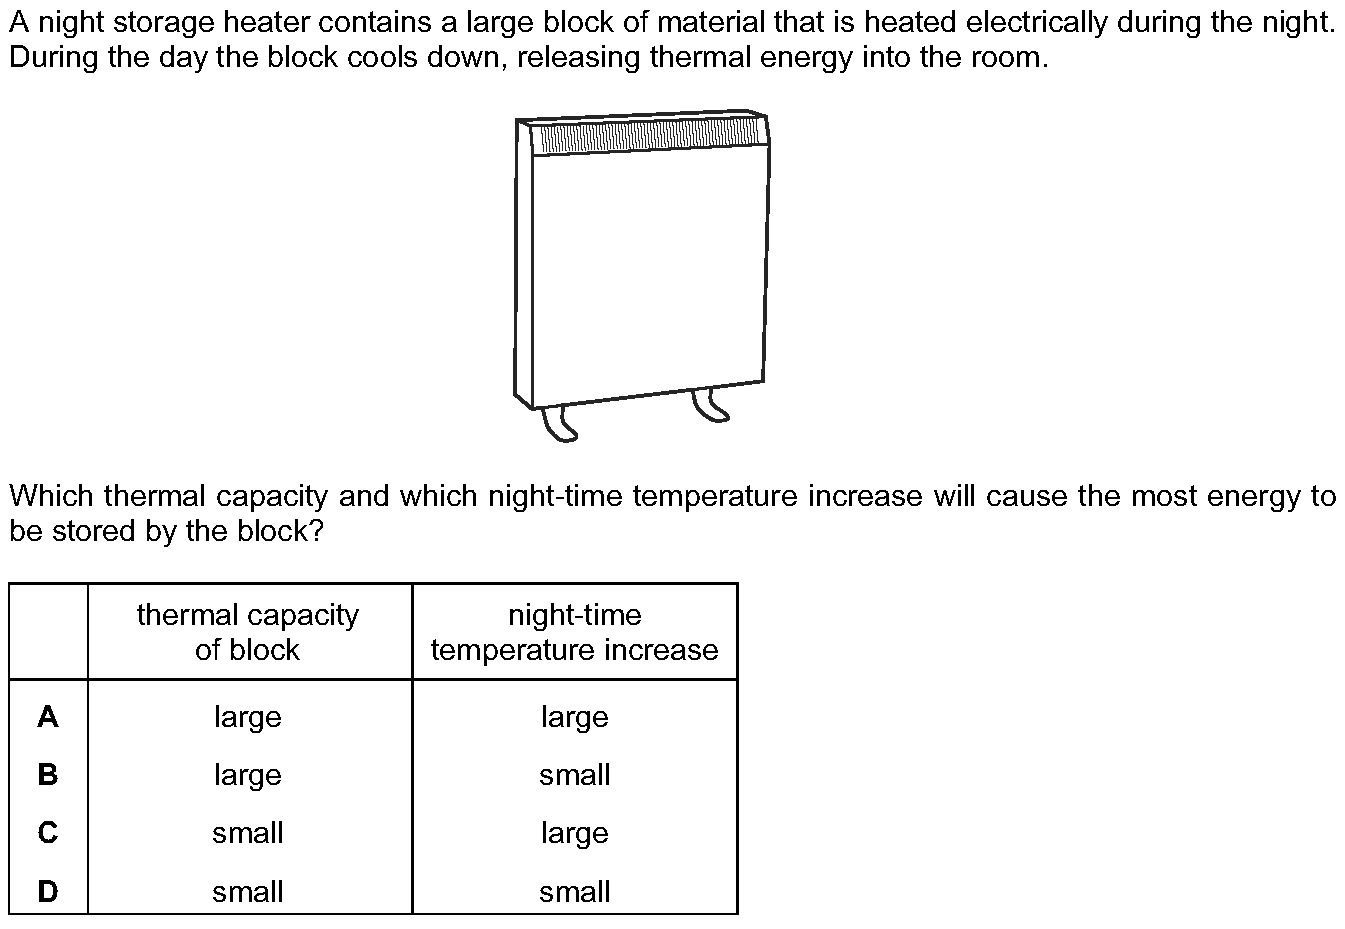 A night storage heater contains a large block of material that is heated electrically during the night.
During the day the block cools down, releasing thermal energy into the room.
Which thermal capacity and which night-time temperature increase will cause the most energy to
be stored by the block?
thermal capacity
of block
night-time
temperature increase
A large large
B large small
C small large
D small small